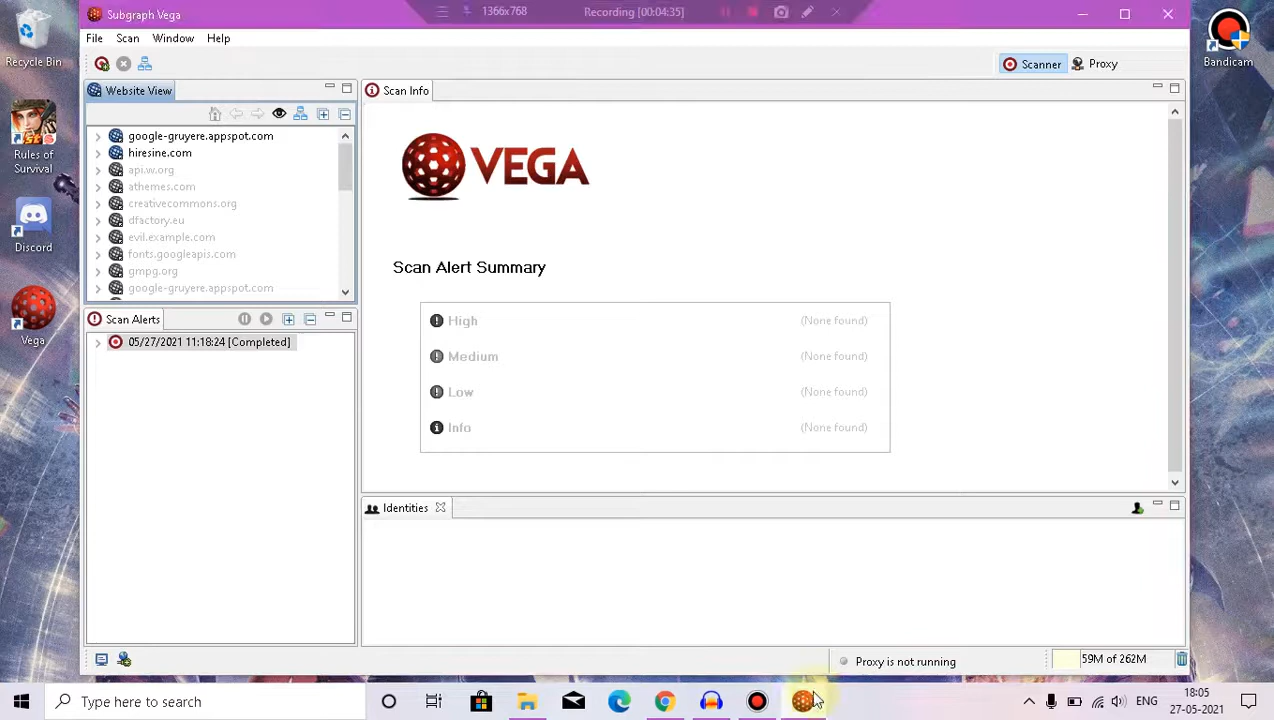 1366x768
Recording [00:04:35]
Subgraph Vega
File Scan Window Help
Scanner Proxy
Website View
google-gruyere.appspot.com
hiresine.com
api.w.org
athemes.com
creativecommons.org
dfactory.eu
evil.example.com
fonts.googleapis.com
gmpg.org
google-gruyere.appspot.com
Scan Alerts
05/27/2021 11:18:24 [Completed]
Scan Info
VEGA
Scan Alert Summary
High (None found)
Medium (None found)
Low (None found)
Info (None found)
Identities
Proxy is not running
59M of 262M
Recycle Bin
Rules of
Survival
Discord
Vega
Bandicam
Type here to search
ENG
18:05
27-05-2021